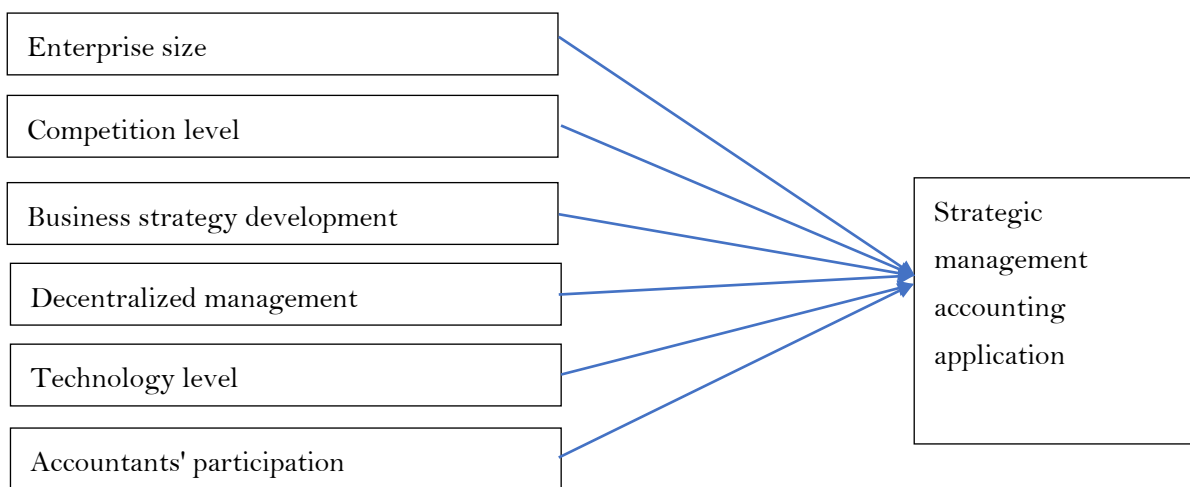 Enterprise size
Competition level
Business strategy development
Decentralized management
Technology level
Accountants' participation
Strategic
management
accounting
application